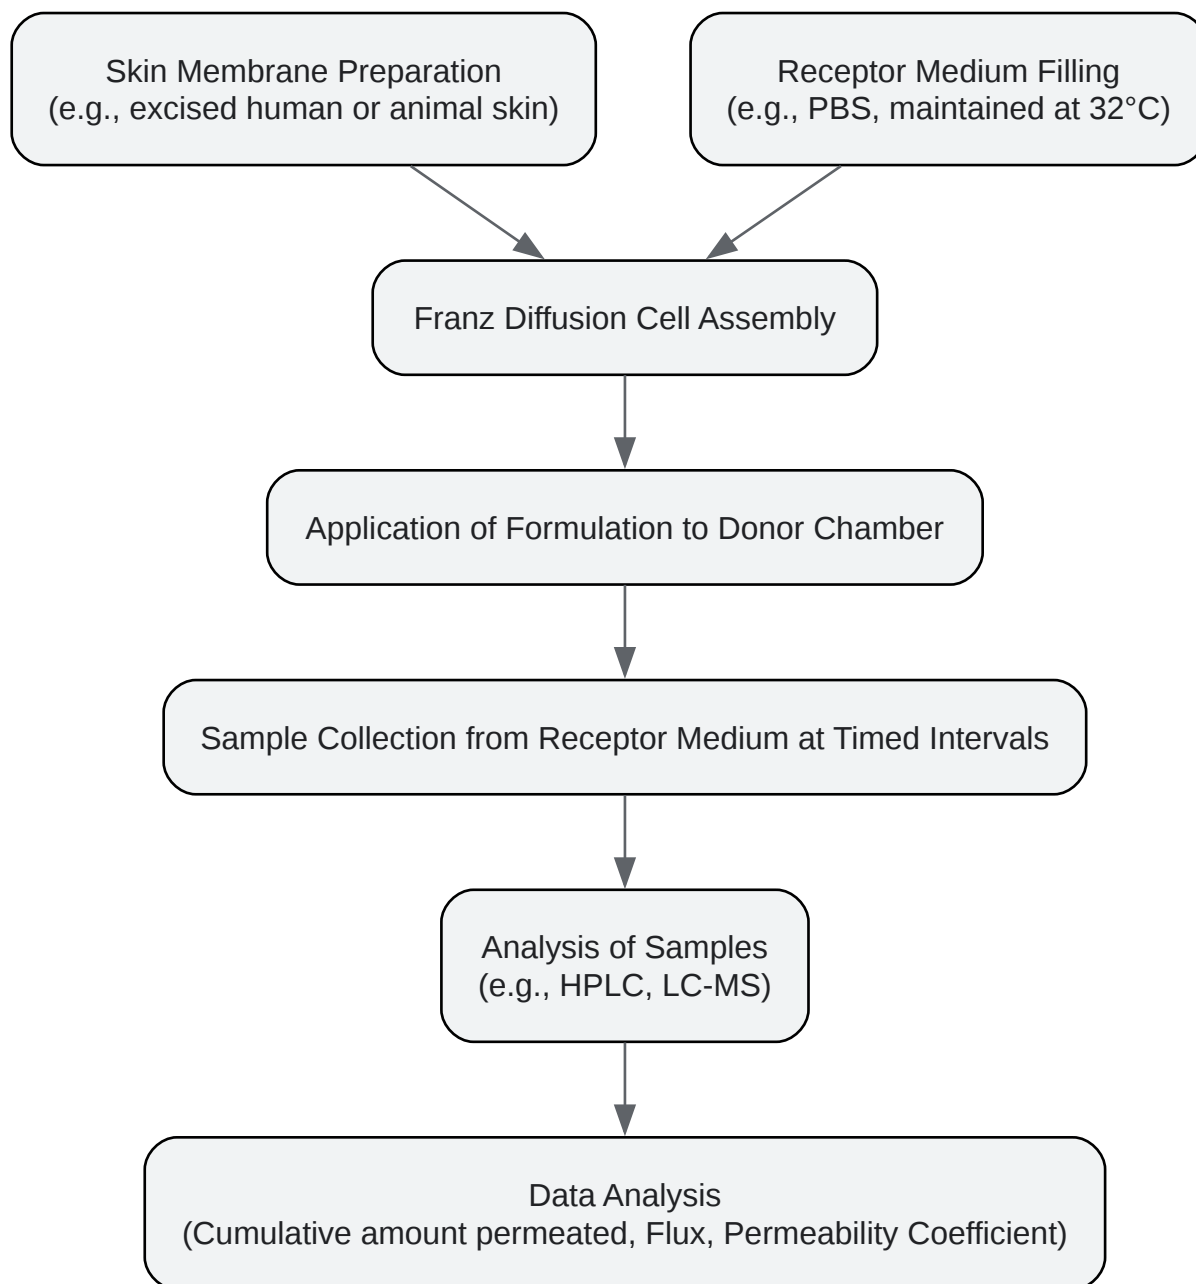 Skin Membrane Preparation
(e.g., excised human or animal skin)
Receptor Medium Filling
(e.g., PBS, maintained at 32°C)
Franz Diffusion Cell Assembly
Application of Formulation to Donor Chamber
Sample Collection from Receptor Medium at Timed Intervals
Analysis of Samples
(e.g., HPLC, LC-MS)
Data Analysis
(Cumulative amount permeated, Flux, Permeability Coefficient)